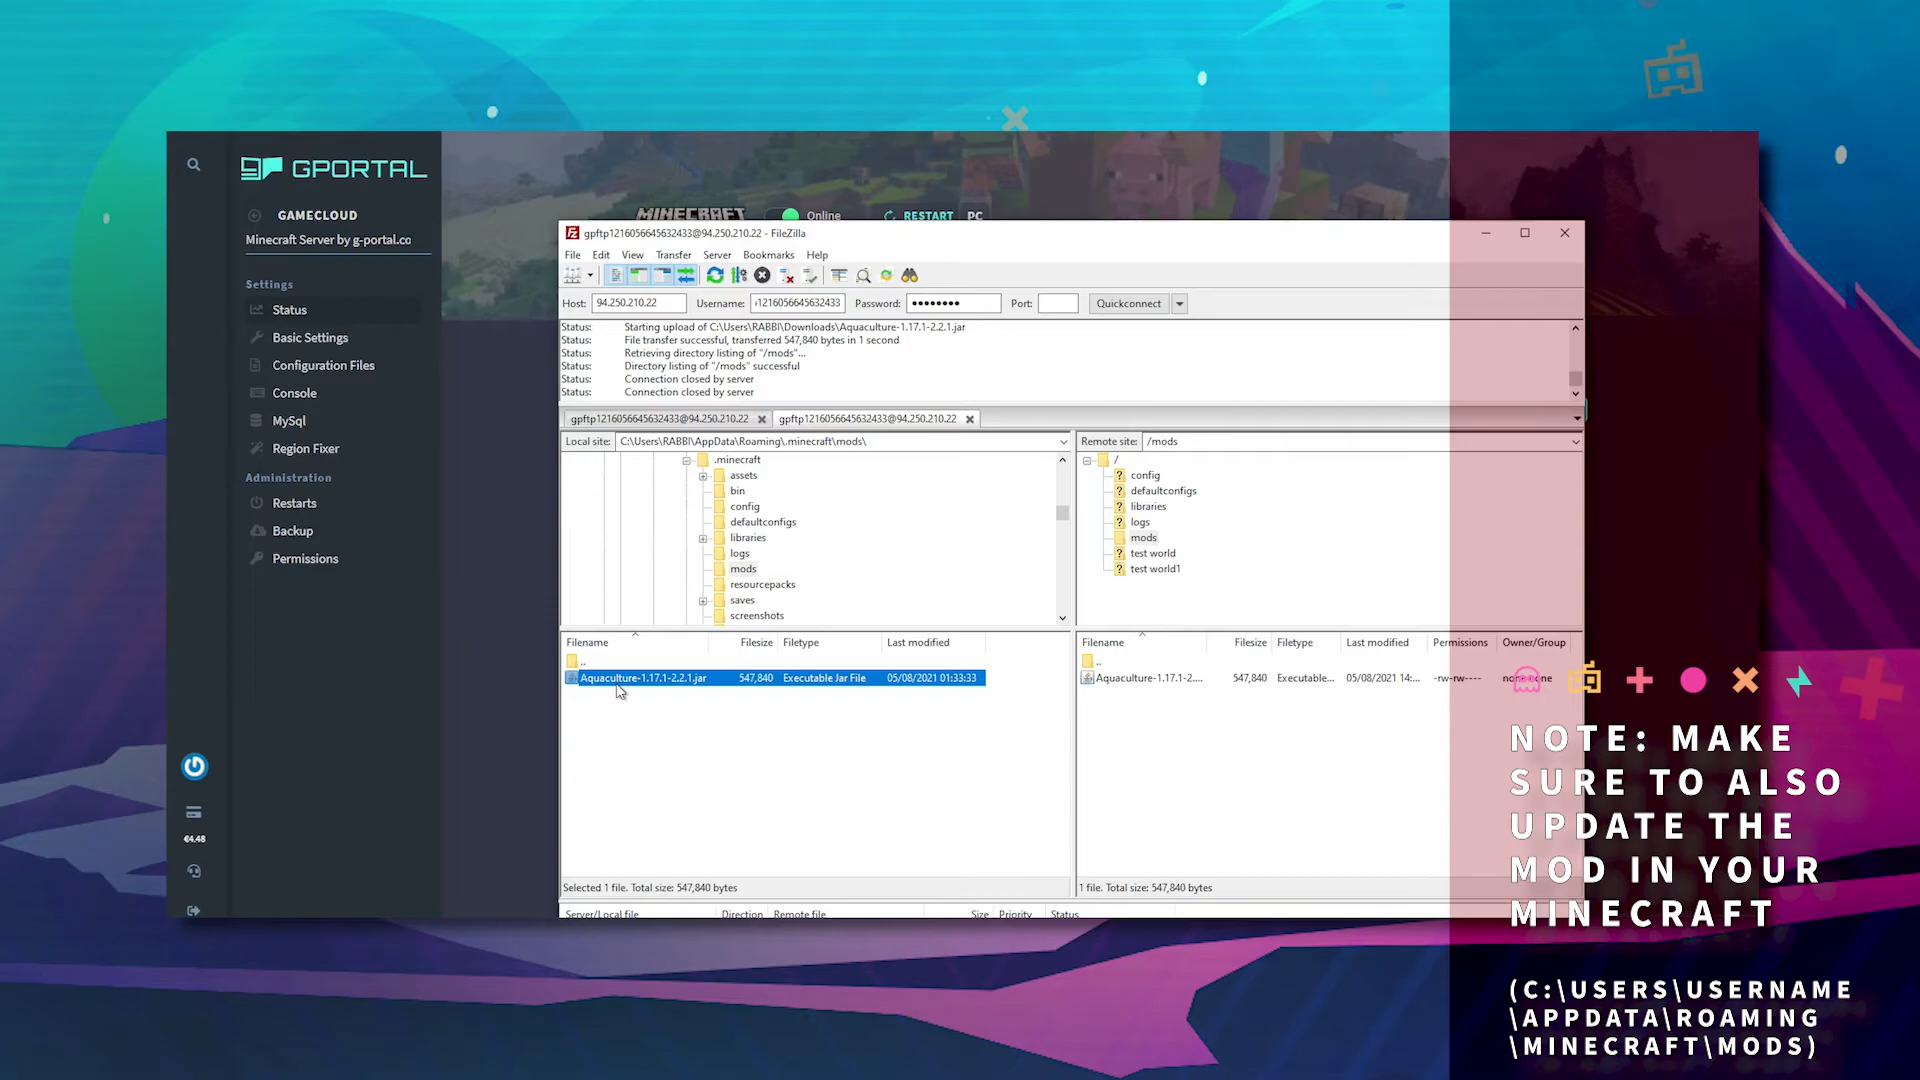 GPORTAL
GAMECLOUD
Minecraft Server by g-portal.co
Settings
Status
Basic Settings
Configuration Files
Console
MySql
Region Fixer
Administration
Restarts
Backup
Permissions
€4.48
MINECRAFT
Online
RESTART
PC
gpftp1216056645632433@94.250.210.22 - FileZilla
File Edit View Transfer Server Bookmarks Help
Host: 94.250.210.22 Username: 1216056645632433 Password: ●●●●●●●● Port: Quickconnect
Status: Starting upload of C:\Users\RABBI\Downloads\Aquaculture-1.17.1-2.2.1.jar
Status: File transfer successful, transferred 547,840 bytes in 1 second
Status: Retrieving directory listing of "/mods"...
Status: Directory listing of "/mods" successful
Status: Connection closed by server
Status: Connection closed by server
gpftp1216056645632433@94.250.210.22 gpftp1216056645632433@94.250.210.22
Local site: C:\Users\RABBI\AppData\Roaming\.minecraft\mods\
.minecraft
assets
bin
config
defaultconfigs
libraries
logs
mods
resourcepacks
saves
screenshots
Remote site: /mods
/
config
defaultconfigs
libraries
logs
mods
test world
test world1
Filename Filesize Filetype Last modified
..
Aquaculture-1.17.1-2.2.1.jar 547,840 Executable Jar File 05/08/2021 01:33:33
Selected 1 file. Total size: 547,840 bytes
Filename Filesize Filetype Last modified Permissions Owner/Group
..
Aquaculture-1.17.1-2.... 547,840 Executable... 05/08/2021 14:... -rw-rw---- none none
1 file. Total size: 547,840 bytes
Server/Local file Direction Remote file Size Priority Status
NOTE: MAKE
SURE TO ALSO
UPDATE THE
MOD IN YOUR
MINECRAFT
(C:\USERS\USERNAME
\APPDATA\ROAMING
\MINECRAFT\MODS)